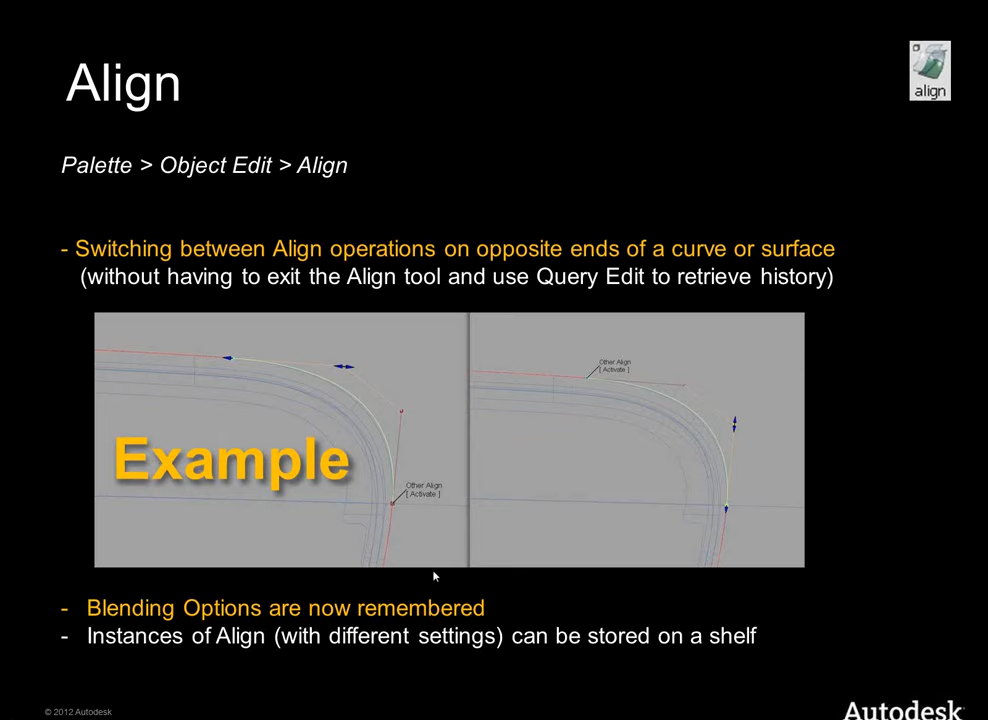 Align
align
Palette > Object Edit > Align
- Switching between Align operations on opposite ends of a curve or surface
(without having to exit the Align tool and use Query Edit to retrieve history)
Other Align
[ Activate ]
Example
Other Align
[ Activate ]
- Blending Options are now remembered
- Instances of Align (with different settings) can be stored on a shelf
© 2012 Autodesk
Autodesk